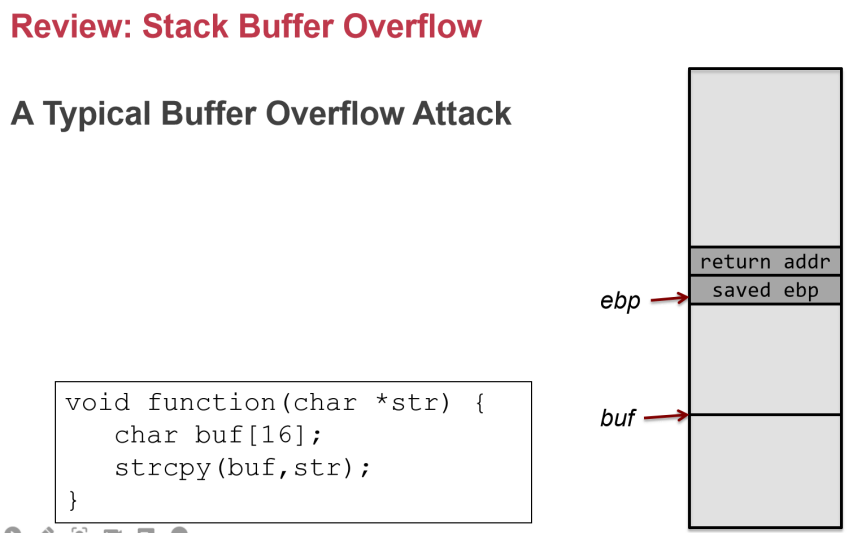 Review: Stack Buffer Overflow
A Typical Buffer Overflow Attack
return addr
saved ebp
ebp
buf
void function(char *str) {
char buf[16];
strcpy(buf,str);
}